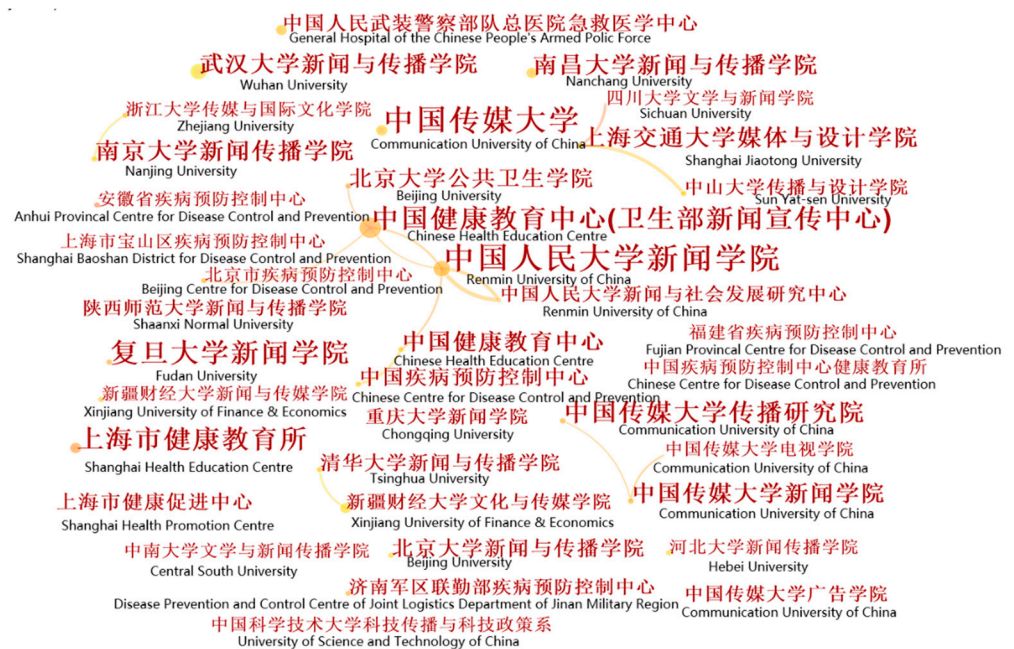 中国人民武装警察部队总医院急救医学中心
General Hospital of the Chinese People's Armed Polic Force
武汉大学新闻与传播学院
Wuhan University
南昌大学新闻与传播学院
Nanchang University
浙江大学传媒与国际文化学院
Zhejiang University
中国传媒大学
Communication University of China
四川大学文学与新闻学院
Sichuan University
南京大学新闻传播学院
Nanjing University
上海交通大学媒体与设计学院
Shanghai Jiaotong University
北京大学公共卫生学院
Beijing University
中山大学传播与设计学院
Sun Yat-sen University
安徽省疾病预防控制中心
Anhui Provincal Centre for Disease Control and Prevention
中国健康教育中心(卫生部新闻宣传中心)
Chinese Health Education Centre
上海市宝山区疾病预防控制中心
Shanghai Baoshan District for Disease Control and Prevention
中国人民大学新闻学院
Renmin University of China
北京市疾病预防控制中心
Beijing Centre for Disease Control and Prevention
中国人民大学新闻与社会发展研究中心
Renmin University of China
陕西师范大学新闻与传播学院
Shaanxi Normal University
中国健康教育中心
Chinese Health Education Centre
福建省疾病预防控制中心
Fujian Provincal Centre for Disease Control and Prevention
复旦大学新闻学院
Fudan University
中国疾病预防控制中心
Chinese Centre for Disease Control and Prevention
中国疾病预防控制中心健康教育所
Chinese Centre for Disease Control and Prevention
新疆财经大学新闻与传媒学院
Xinjiang University of Finance & Economics
重庆大学新闻学院
Chongqing University
中国传媒大学传播研究院
Communication University of China
上海市健康教育所
Shanghai Health Education Centre
清华大学新闻与传播学院
Tsinghua University
中国传媒大学电视学院
Communication University of China
上海市健康促进中心
Shanghai Health Promotion Centre
新疆财经大学文化与传媒学院
Xinjiang University of Finance & Economics
中国传媒大学新闻学院
Communication University of China
中南大学文学与新闻传播学院
Central South University
北京大学新闻与传播学院
Beijing University
河北大学新闻传播学院
Hebei University
济南军区联勤部疾病预防控制中心
Disease Prevention and Control Centre of Joint Logistics Department of Jinan Military Region
中国传媒大学广告学院
Communication University of China
中国科学技术大学科技传播与科技政策系
University of Science and Technology of China